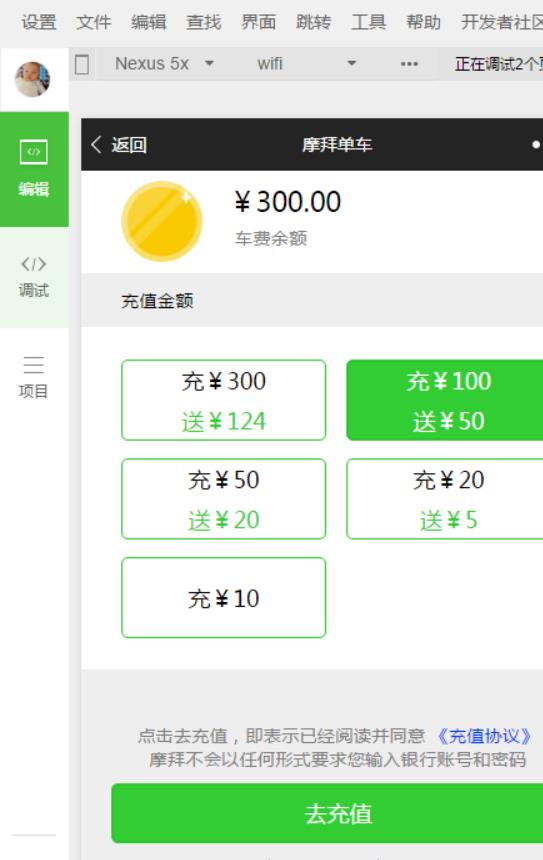 设置 文件 编辑 查找 界面 跳转 工具 帮助 开发者社区
Nexus 5x wifi 正在调试2个
返回 摩拜单车
编辑
¥300.00
车费余额
调试
充值金额
项目
充¥300 充¥100
送¥124 送¥50
充¥50 充¥20
送¥20 送¥5
充¥10
点击去充值，即表示已经阅读并同意 《充值协议》
摩拜不会以任何形式要求您输入银行账号和密码
去充值